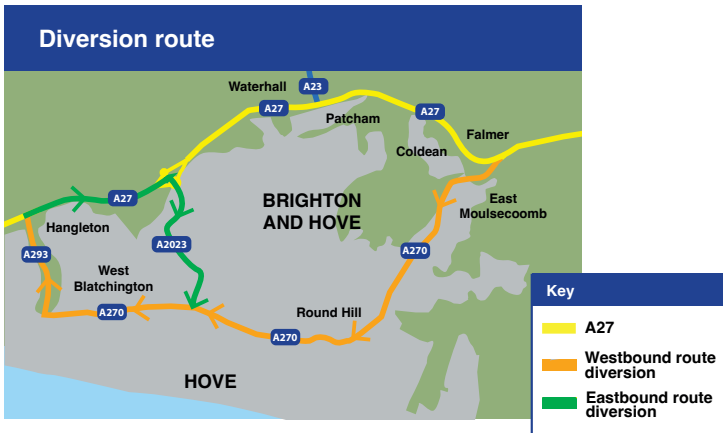 Diversion route
Waterhall
A23
A27
Patcham
A27
Falmer
Coldean
A27
BRIGHTON
AND HOVE
East
Moulsecoomb
Hangleton
A2023
A293
A270
West
Blatchington
A270
Round Hill
A270
HOVE
Key
A27
Westbound route
diversion
Eastbound route
diversion